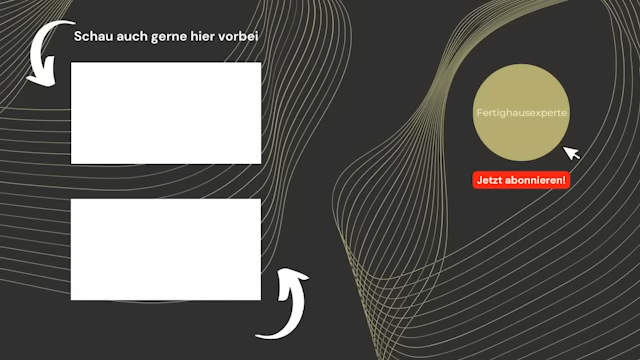 Schau auch gerne hier vorbei
Fertighausexperte
Jetzt abonnieren!